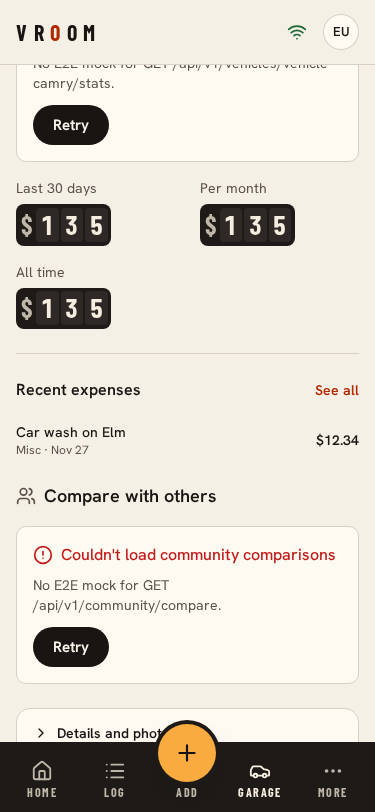 VROOM
EU
No E2E mock for GET /api/v1/vehicles/vehicle
camry/stats.
Retry
Last 30 days
Per month
$135
$135
All time
$135
Recent expenses
See all
Car wash on Elm
$12.34
Misc · Nov 27
Compare with others
Couldn't load community comparisons
No E2E mock for GET
/api/v1/community/compare.
Retry
Details and phot
HOME
LOG
ADD
GARAGE
MORE